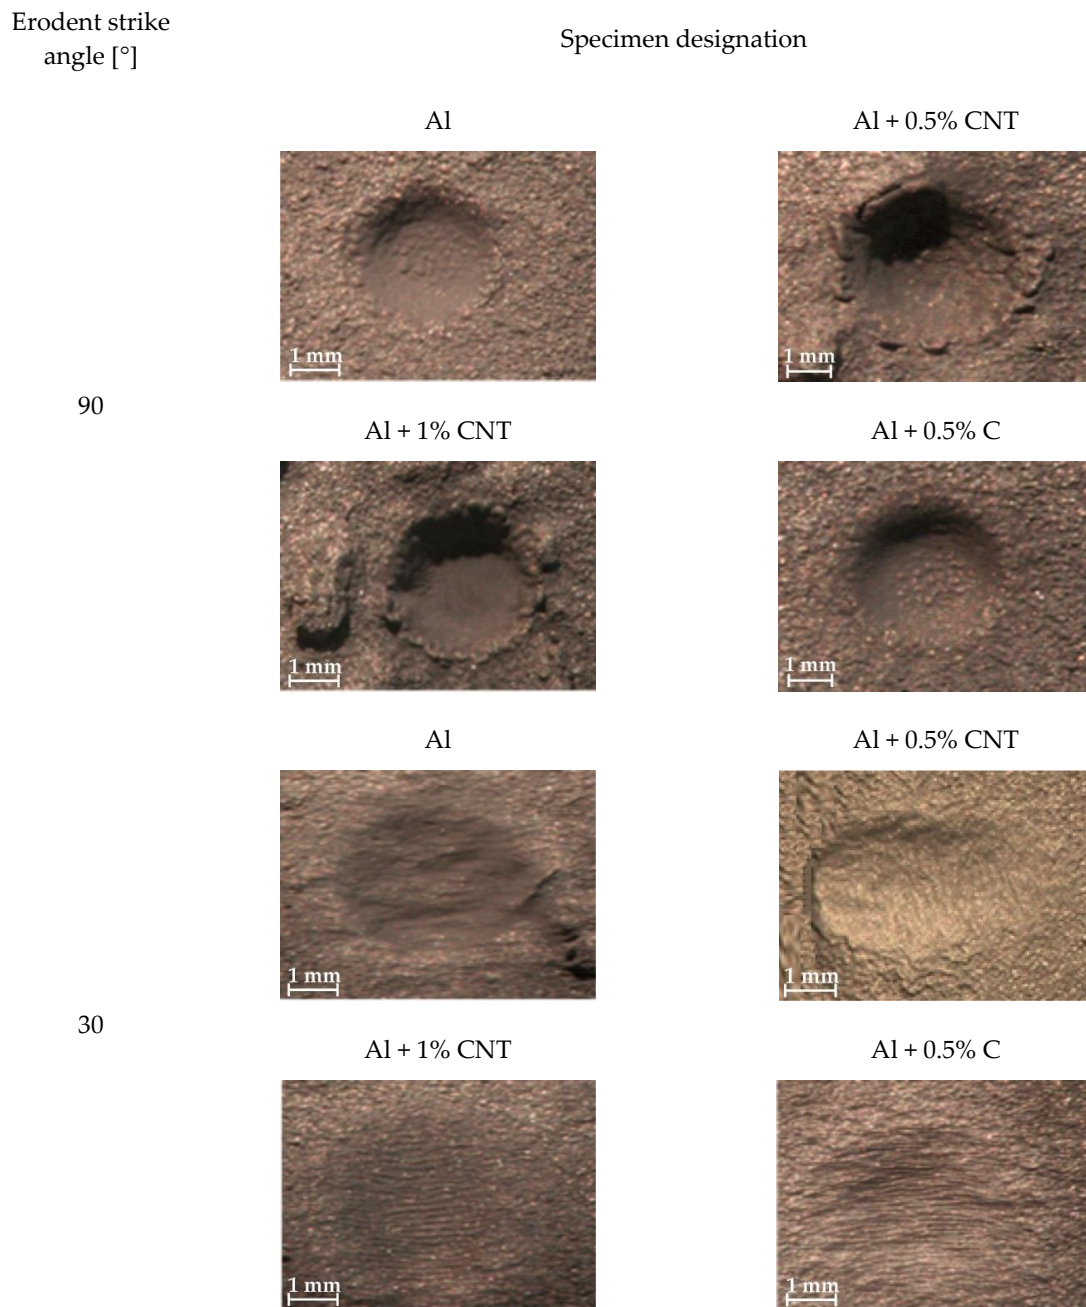 Erodent strike
angle [°]
Specimen designation
Al
Al + 0.5% CNT
1 mm
1 mm
90
Al + 1% CNT
Al + 0.5% C
1 mm
1 mm
Al
Al + 0.5% CNT
1 mm
1 mm
30
Al + 1% CNT
Al + 0.5% C
1 mm
1 mm